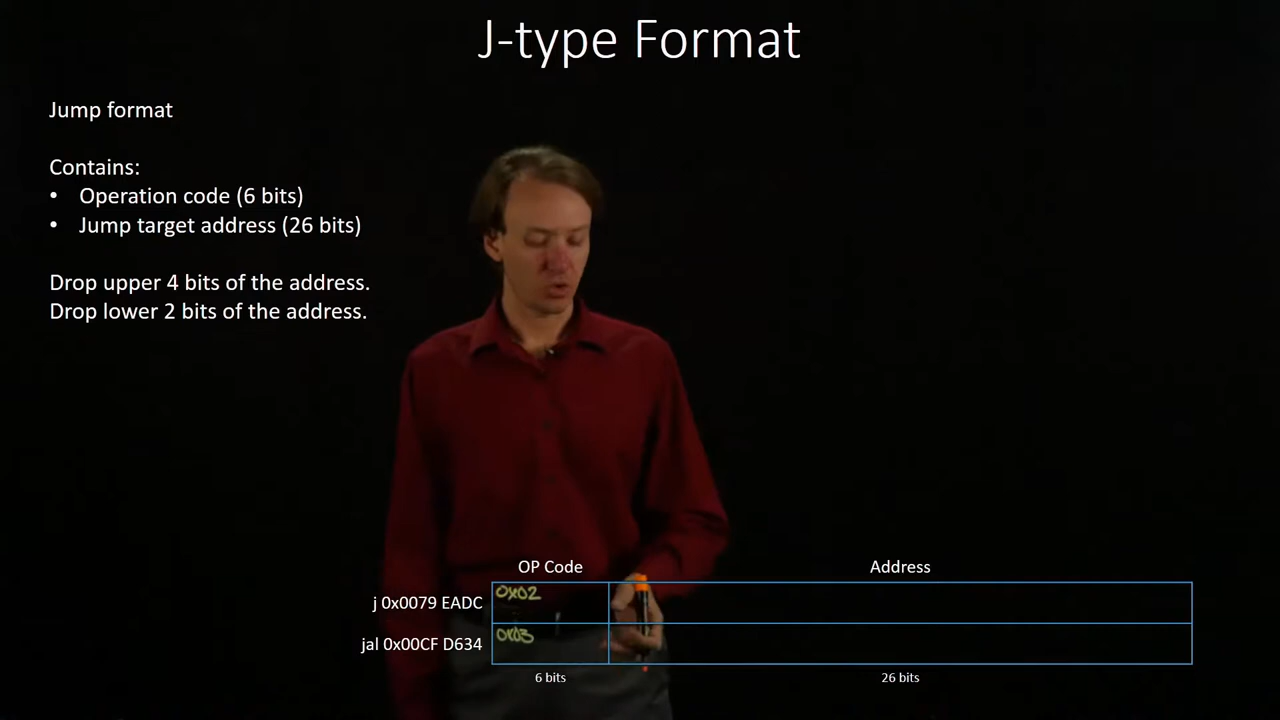 J-type Format
Jump format
Contains:
• Operation code (6 bits)
• Jump target address (26 bits)
Drop upper 4 bits of the address.
Drop lower 2 bits of the address.
OP Code Address
j 0x0079 EADC 0x02
jal 0x00CF D634 0x03
6 bits 26 bits